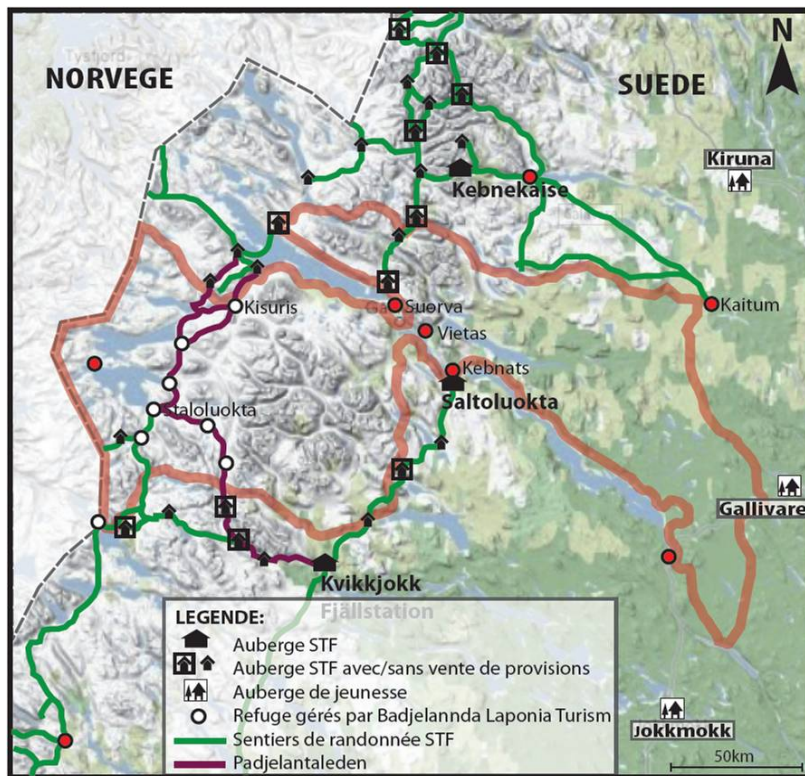 Tysfjord
N
NORVEGE
SUEDE
Kiruna
Kebnekaise
Kisuris
Suorva
Kaitum
Vietas
Kebnats
Saltoluokta
Staloluokta
Gallivare
Kvikkjokk
Fjällstation
LEGENDE:
Auberge STF
Auberge STF avec/sans vente de provisions
Auberge de jeunesse
Refuge gérés par Badjelannda Laponia Turism
Sentiers de randonnée STF
Padjelantaleden
Jokkmokk
50km